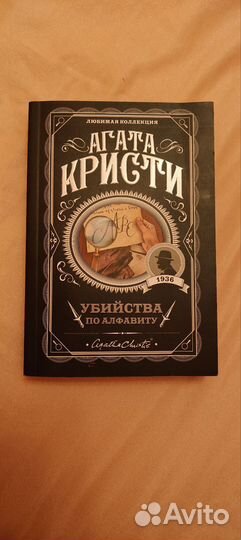 ЛЮБИМАЯ КОЛЛЕКЦИЯ
АГАТА
КРИСТИ
ABC
1936
УБИЙСТВА
ПО АЛФАВИТУ
Agatha Christie
Avito